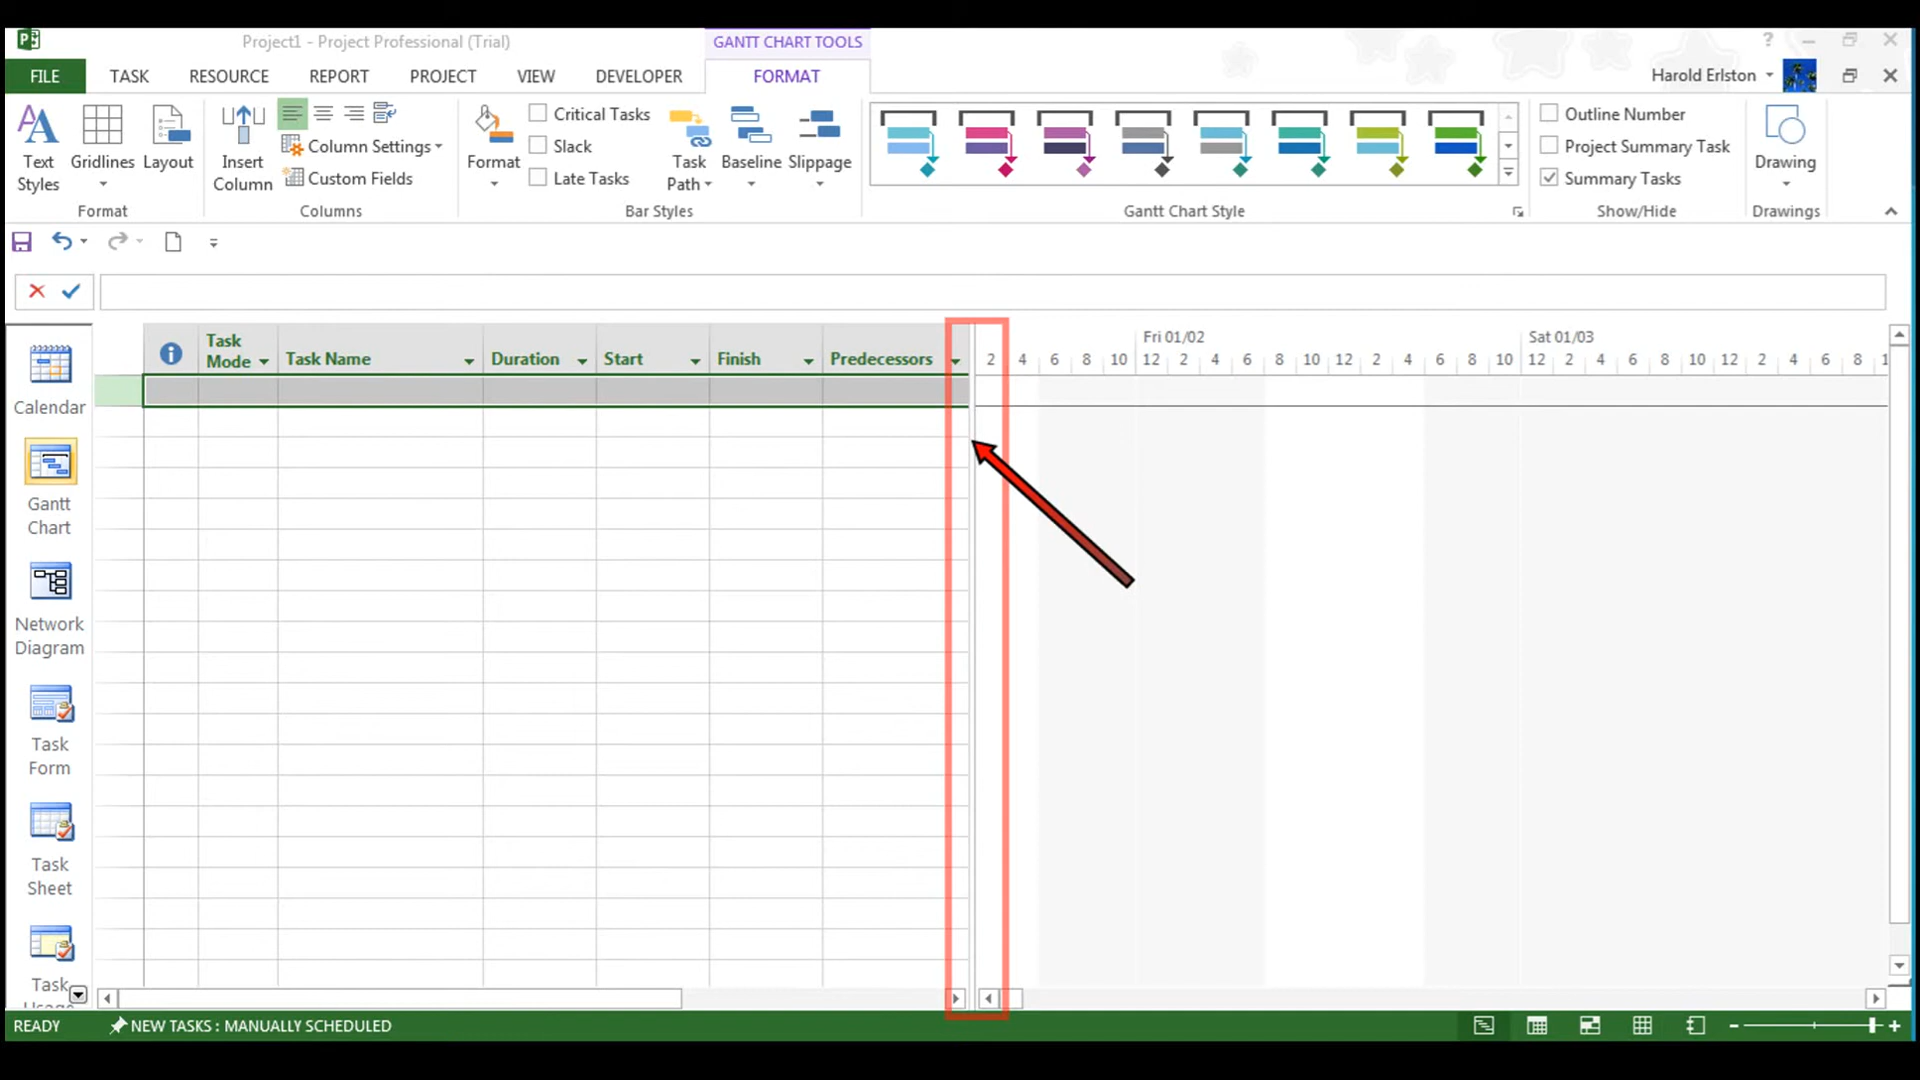 Project1 - Project Professional (Trial)
GANTT CHART TOOLS
?
FILE TASK RESOURCE REPORT PROJECT VIEW DEVELOPER FORMAT
Harold Erlston
Text Styles
Gridlines
Layout
Format
Insert Column
Column Settings
Custom Fields
Columns
Format
Critical Tasks
Slack
Late Tasks
Task Path
Baseline
Slippage
Bar Styles
Gantt Chart Style
Outline Number
Project Summary Task
Summary Tasks
Show/Hide
Drawing
Drawings
Task Mode
Task Name
Duration
Start
Finish
Predecessors
Fri 01/02
Sat 01/03
2 4 6 8 10 12 2 4 6 8 10 12 2 4 6 8 10 12 2 4 6 8 10 12 2 4 6 8 1
Calendar
Gantt
Chart
Network
Diagram
Task
Form
Task
Sheet
Task
READY
NEW TASKS : MANUALLY SCHEDULED